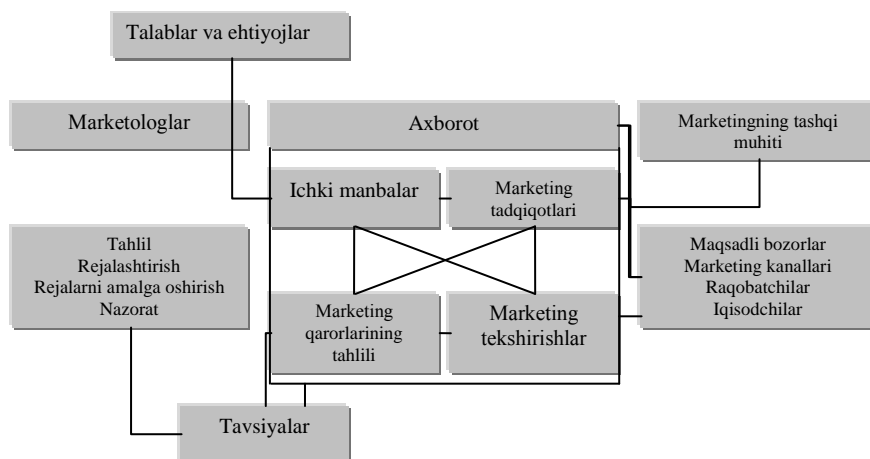 Talablar va ehtiyojlar
Marketologlar
Axborot
Marketingning tashqi
muhiti
Ichki manbalar
Marketing
tadqiqotlari
Tahlil
Rejalashtirish
Rejalarni amalga oshirish
Nazorat
Maqsadli bozorlar
Marketing kanallari
Raqobatchilar
Iqisodchilar
Marketing
qarorlarining
tahlili
Marketing
tekshirishlar
Tavsiyalar